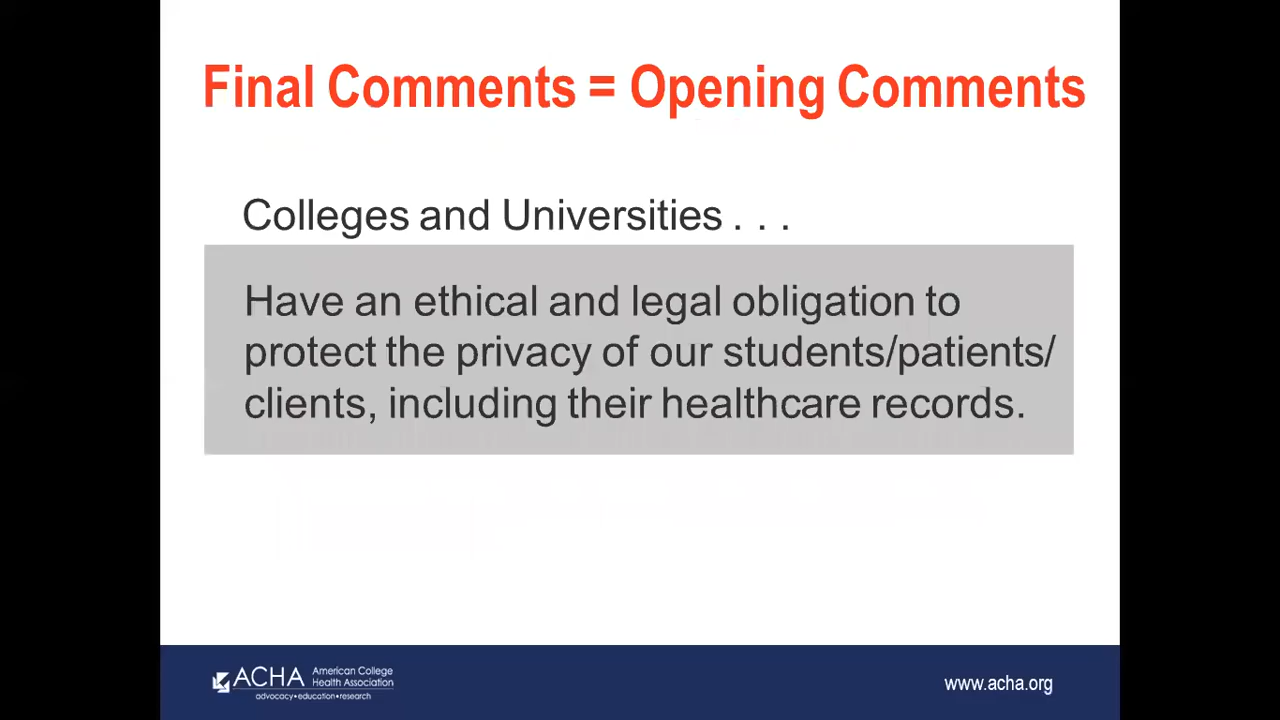 Final Comments = Opening Comments
Colleges and Universities . . .
Have an ethical and legal obligation to
protect the privacy of our students/patients/
clients, including their healthcare records.
ACHA
American College
Health Association
advocacy•education•research
www.acha.org